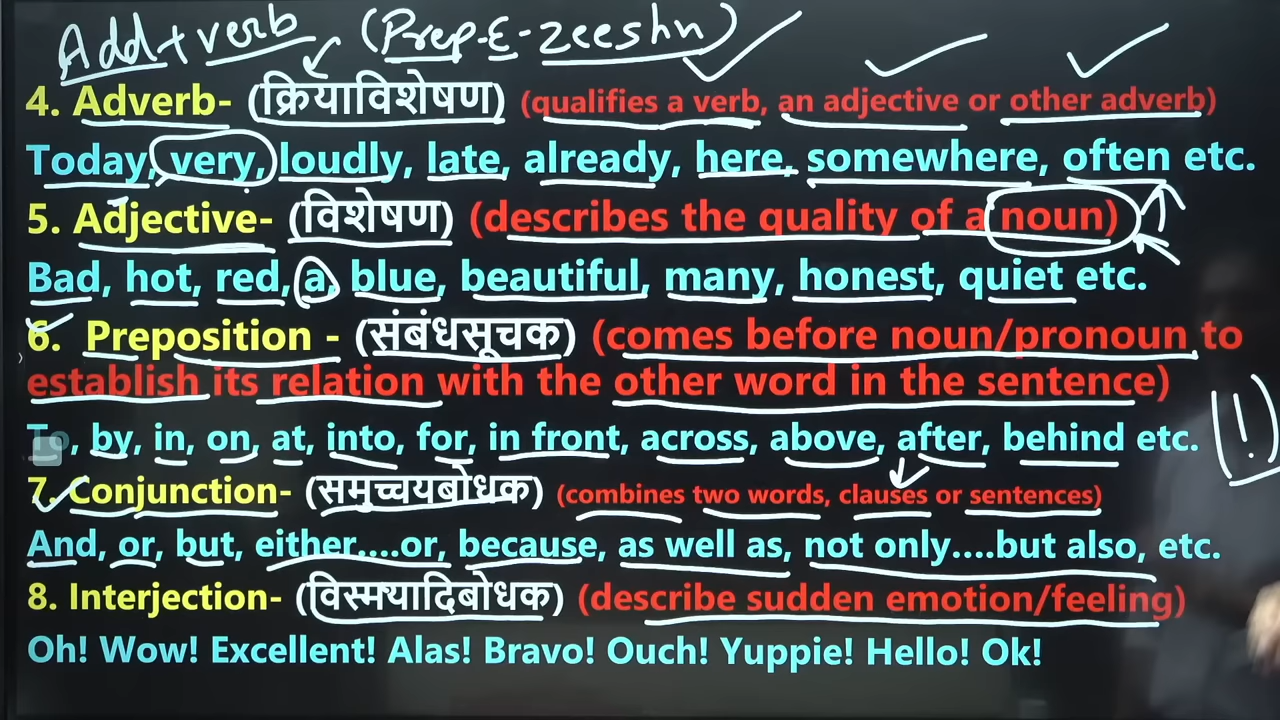 Add + verb (Prep-E-zeeshn)
4. Adverb- (क्रियाविशेषण) (qualifies a verb, an adjective or other adverb)
Today, very, loudly, late, already, here, somewhere, often etc.
5. Adjective- (विशेषण) (describes the quality of a noun)
Bad, hot, red, a, blue, beautiful, many, honest, quiet etc.
6. Preposition - (संबंधसूचक) (comes before noun/pronoun to
establish its relation with the other word in the sentence)
To, by, in, on, at, into, for, in front, across, above, after, behind etc.
(!)
7. Conjunction- (समुच्चयबोधक) (combines two words, clauses or sentences)
And, or, but, either....or, because, as well as, not only....but also, etc.
8. Interjection- (विस्मयादिबोधक) (describe sudden emotion/feeling)
Oh! Wow! Excellent! Alas! Bravo! Ouch! Yuppie! Hello! Ok!